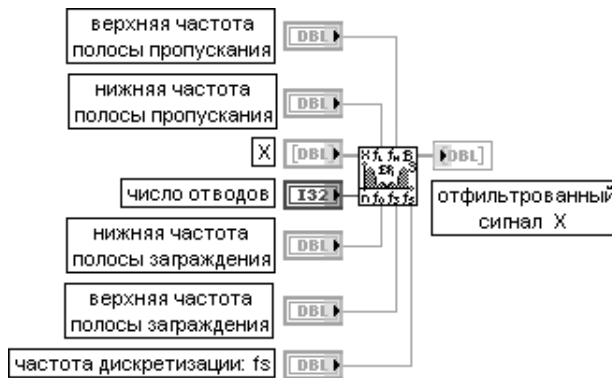 верхняя частота
полосы пропускания
DBL
нижняя частота
полосы пропускания
DBL
X
[DBL]
DBL]
число отводов
I32
отфильтрованный
сигнал X
нижняя частота
полосы заграждения
DBL
верхняя частота
полосы заграждения
DBL
частота дискретизации: fs
DBL